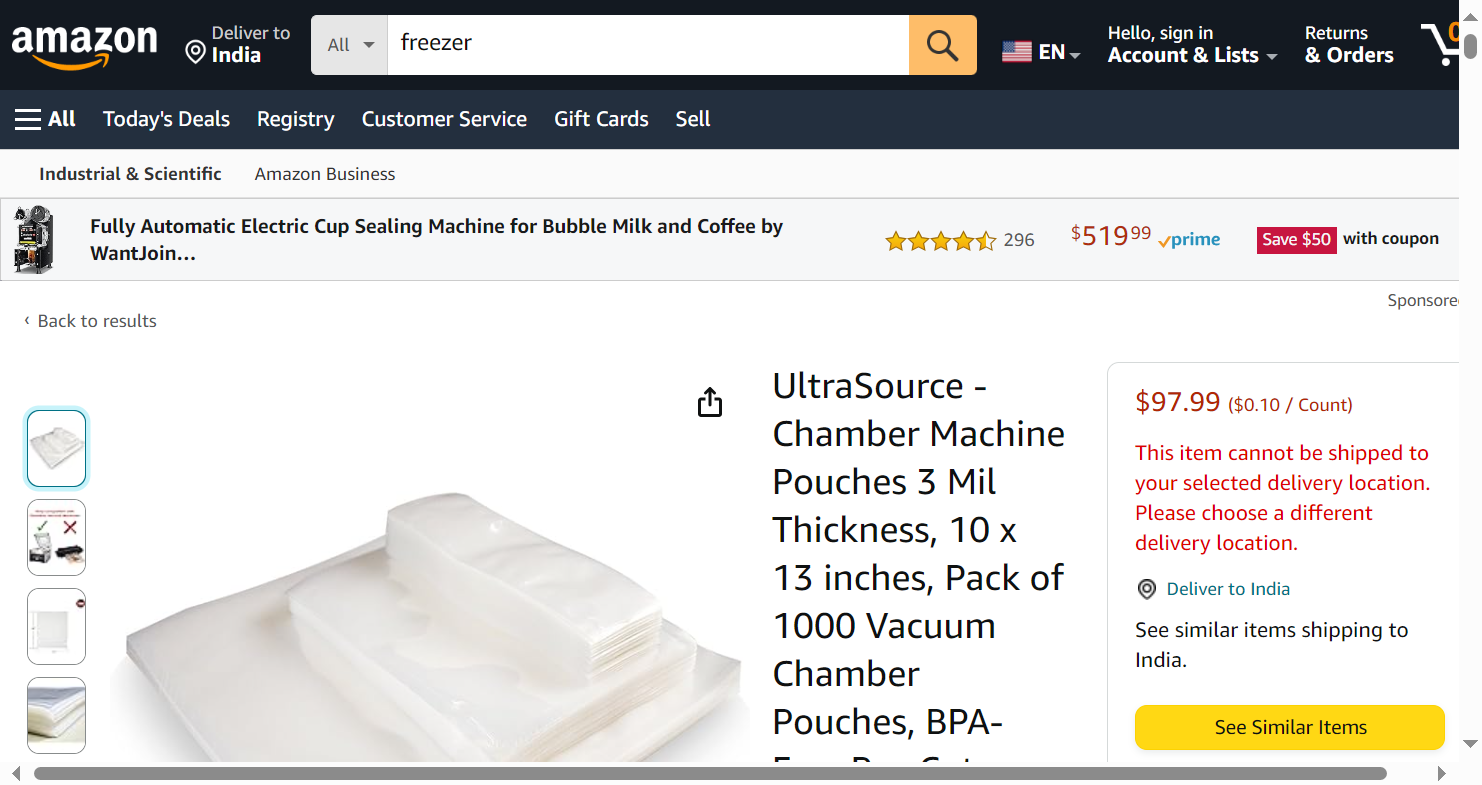 amazon
Deliver to
India
All
freezer
EN
Hello, sign in
Account & Lists
Returns
& Orders
0
All
Today's Deals
Registry
Customer Service
Gift Cards
Sell
Industrial & Scientific
Amazon Business
Fully Automatic Electric Cup Sealing Machine for Bubble Milk and Coffee by
WantJoin…
296
$519 99
prime
Save $50 with coupon
Sponsore
‹ Back to results
UltraSource -
Chamber Machine
Pouches 3 Mil
Thickness, 10 x
13 inches, Pack of
1000 Vacuum
Chamber
Pouches, BPA-
$97.99 ($0.10 / Count)
This item cannot be shipped to
your selected delivery location.
Please choose a different
delivery location.
Deliver to India
See similar items shipping to
India.
See Similar Items